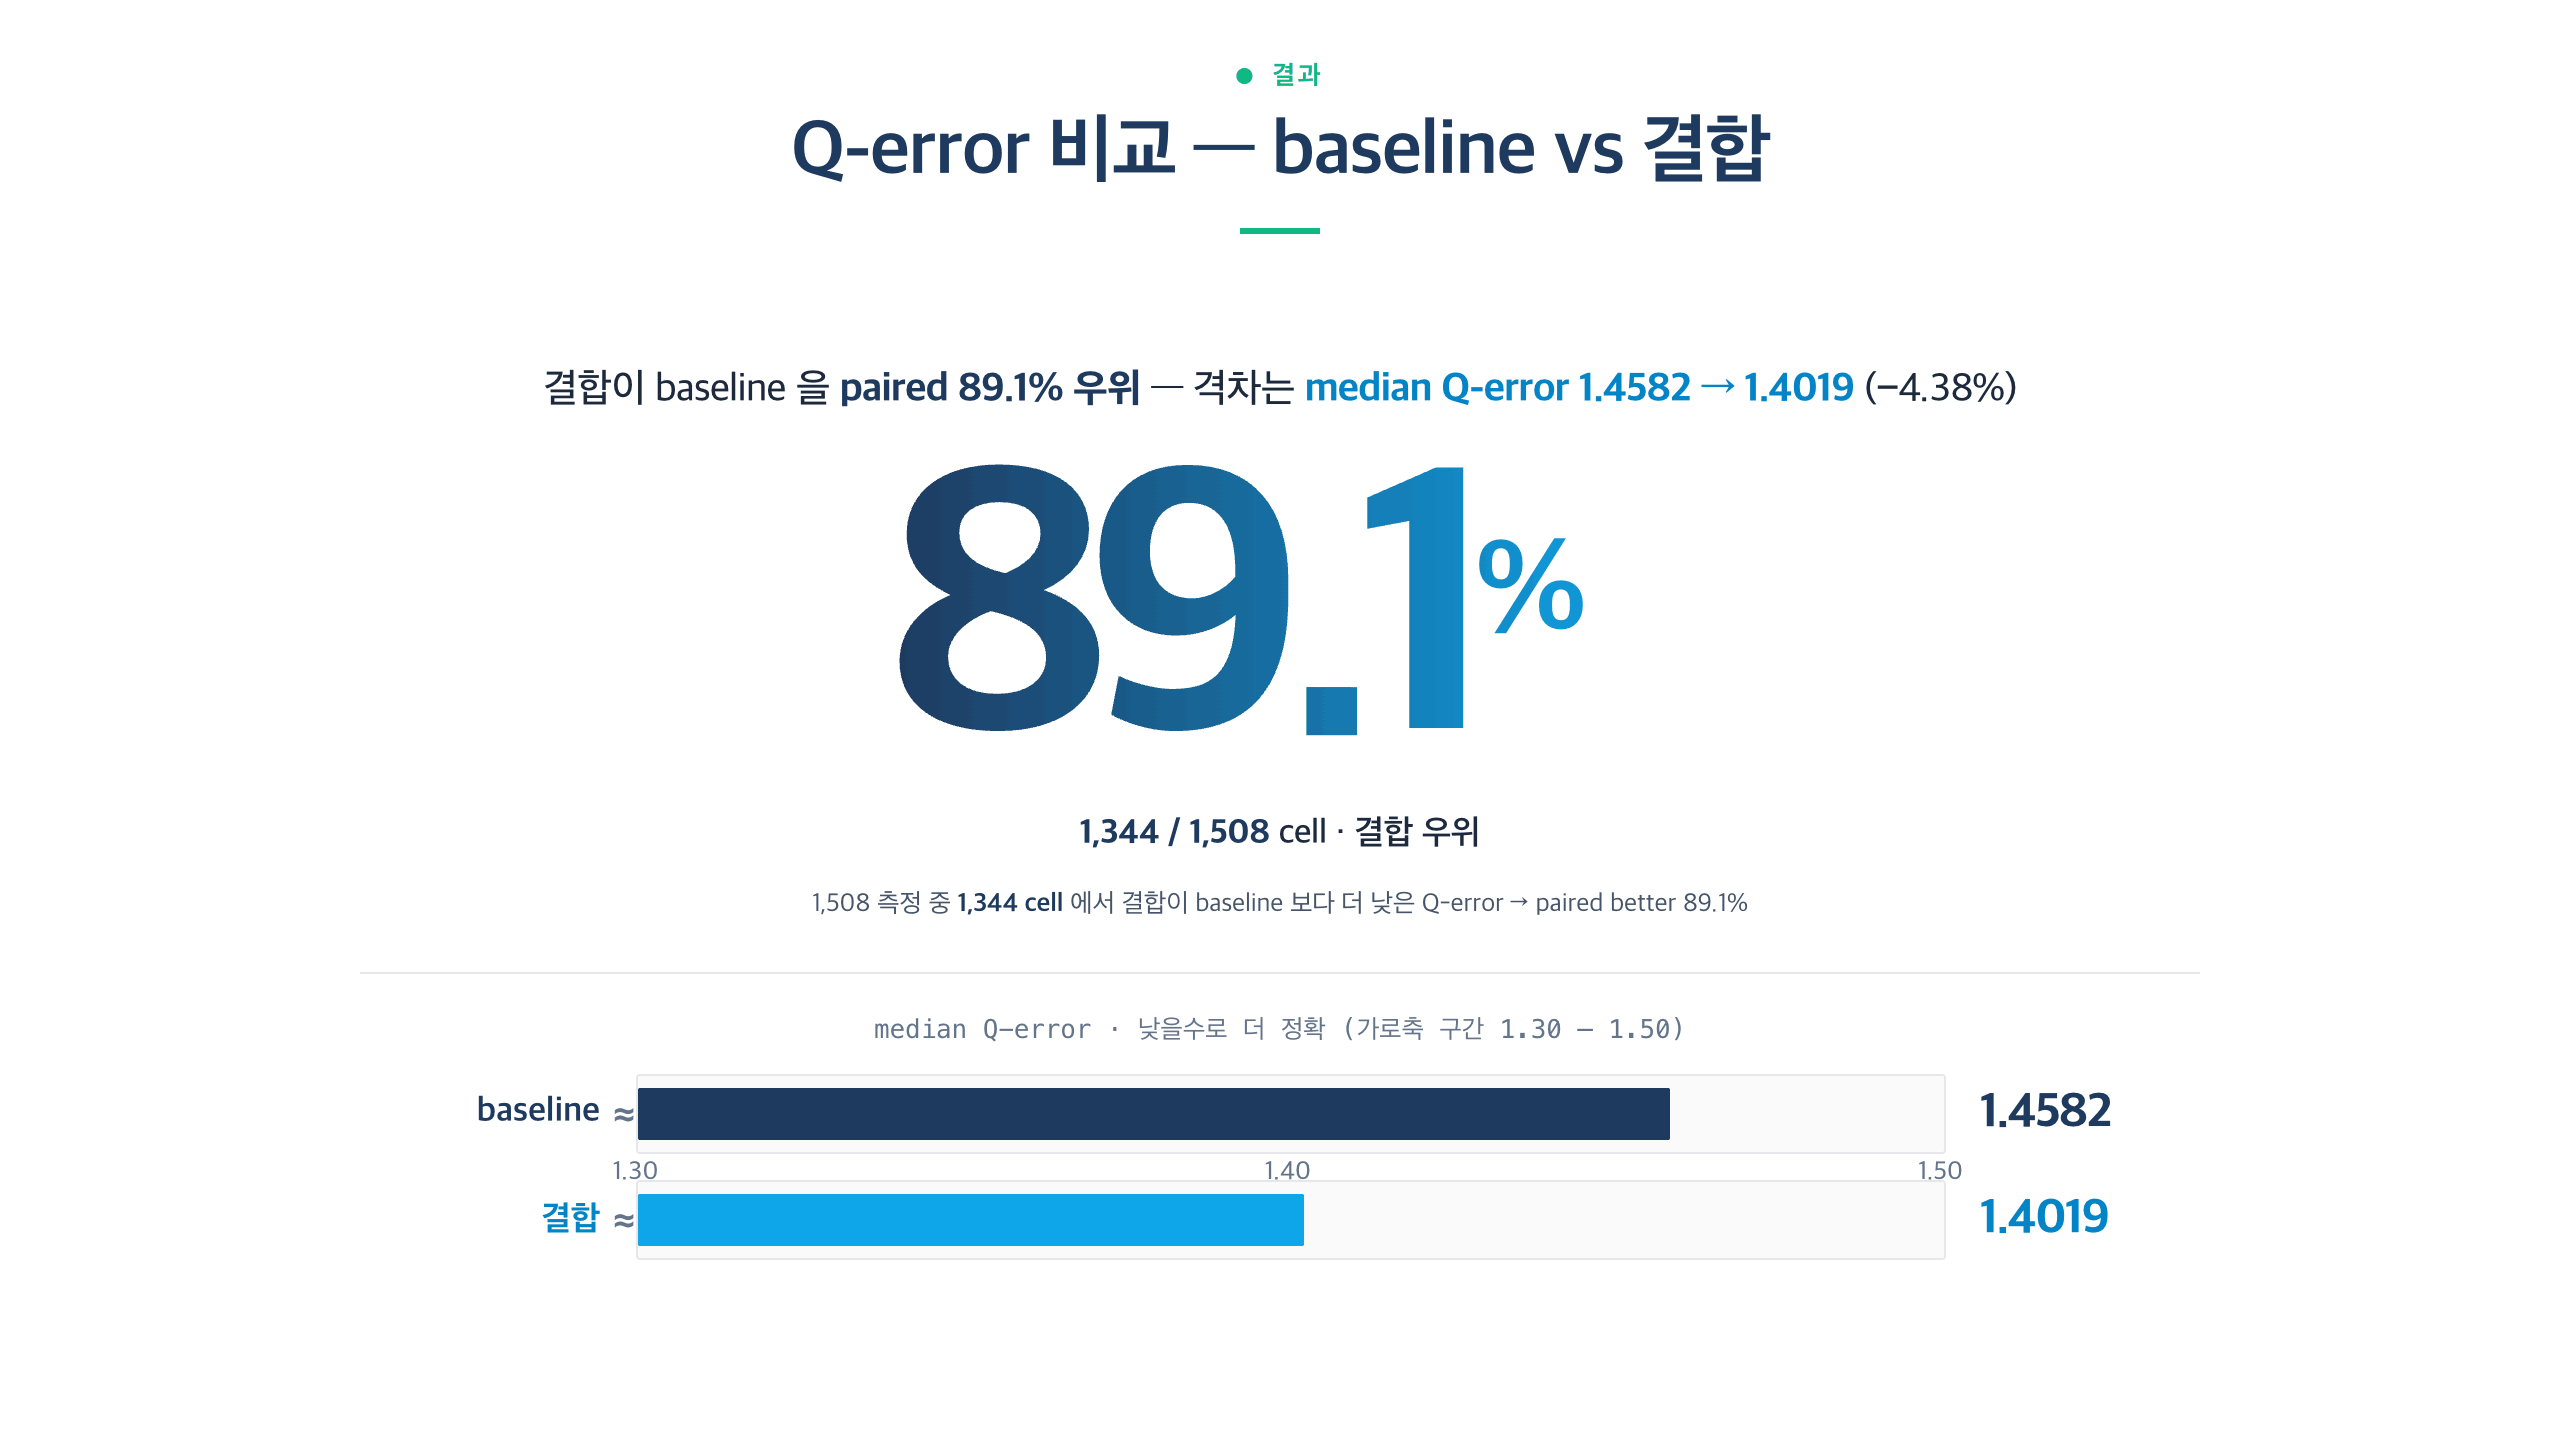 ● 결과
Q-error 비교 — baseline vs 결합
결합이 baseline 을 paired 89.1% 우위 — 격차는 median Q-error 1.4582 → 1.4019 (−4.38%)
89.1%
1,344 / 1,508 cell · 결합 우위
1,508 측정 중 1,344 cell 에서 결합이 baseline 보다 더 낮은 Q-error → paired better 89.1%
median Q-error · 낮을수로 더 정확 (가로축 구간 1.30 – 1.50)
baseline ≈ 1.4582
1.30 1.40 1.50
결합 ≈ 1.4019